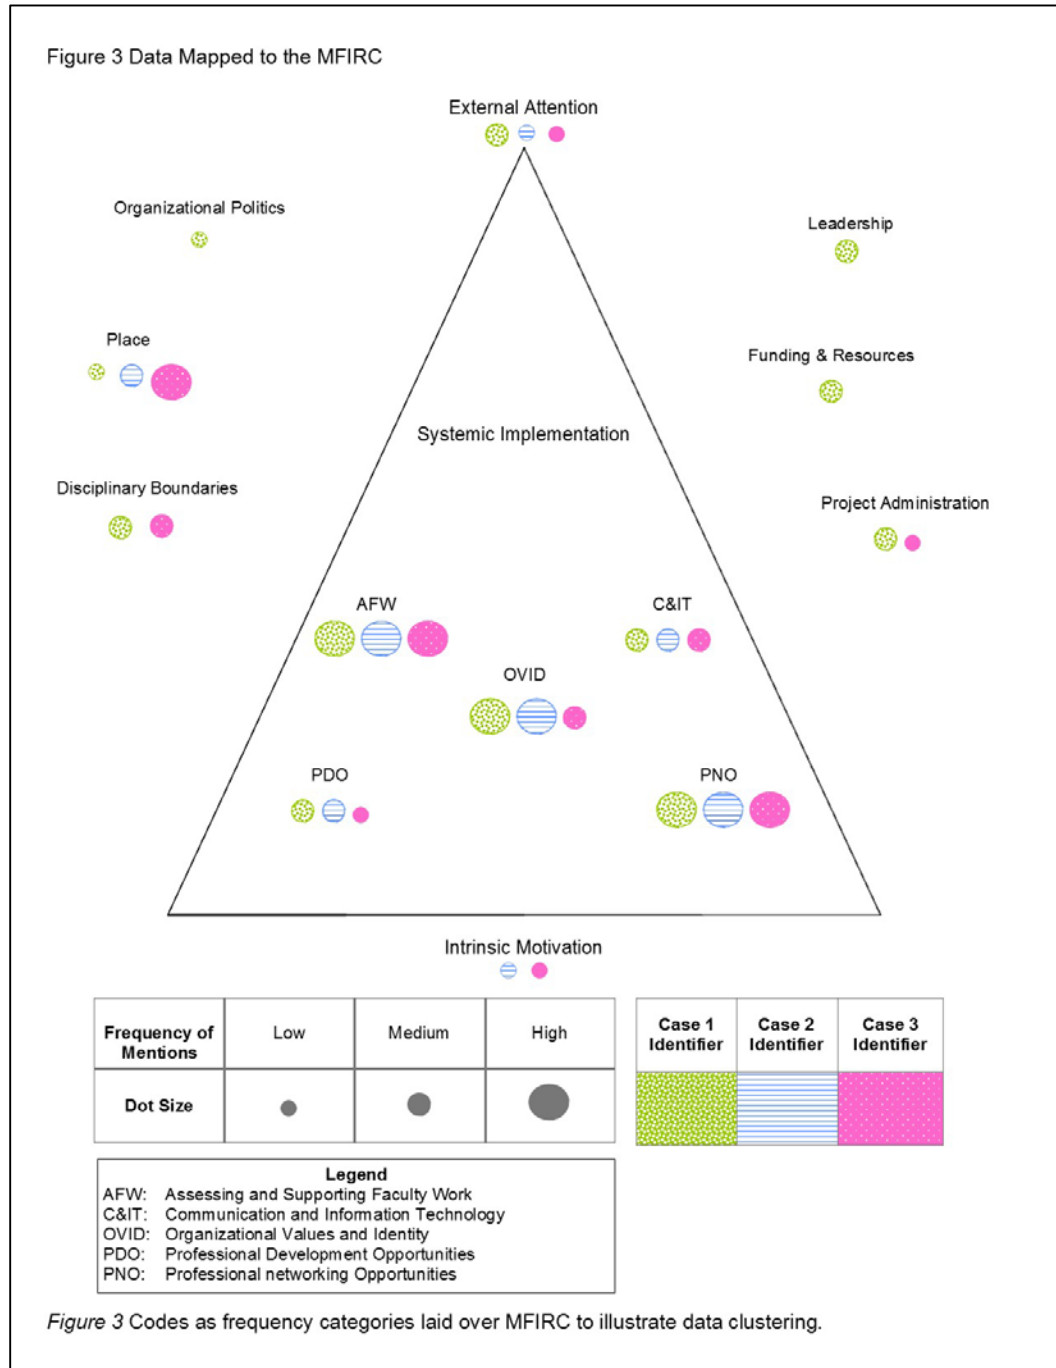 Figure 3 Data Mapped to the MFIRC
External Attention
Organizational Politics
Leadership
Place
Funding & Resources
Systemic Implementation
Disciplinary Boundaries
Project Administration
AFW
C&IT
OVID
PDO
PNO
Intrinsic Motivation
Frequency of
Mentions
Low
Medium
High
Dot Size
Case 1
Identifier
Case 2
Identifier
Case 3
Identifier
Legend
AFW: Assessing and Supporting Faculty Work
C&IT: Communication and Information Technology
OVID: Organizational Values and Identity
PDO: Professional Development Opportunities
PNO: Professional networking Opportunities
Figure 3 Codes as frequency categories laid over MFIRC to illustrate data clustering.